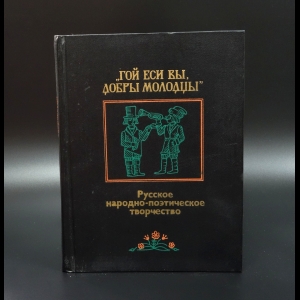 „ГОЙ ЕСИ ВЫ,
ДОБРЫ МОЛОДЦЫ"
Русское
народно-поэтическое
творчество